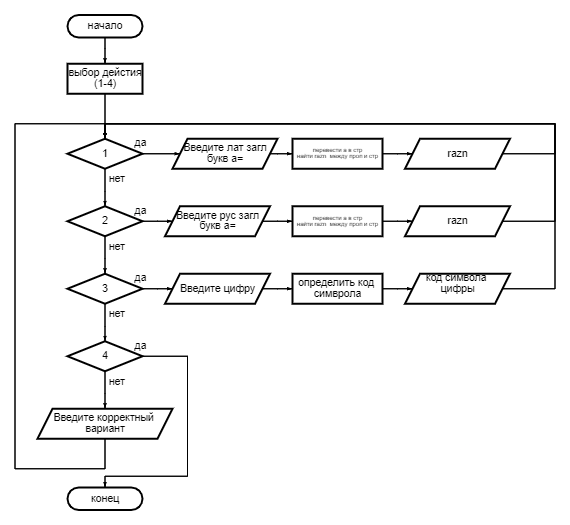 начало
выбор дейстия
(1-4)
1
да
Введите лат загл
букв а=
перевести а в стр
найти razn между проп и стр
razn
нет
2
да
Введите рус загл
букв а=
перевести а в стр
найти razn между проп и стр
razn
нет
3
да
Введите цифру
определить код
симврола
код символа
цифры
нет
4
да
нет
Введите корректный
вариант
конец